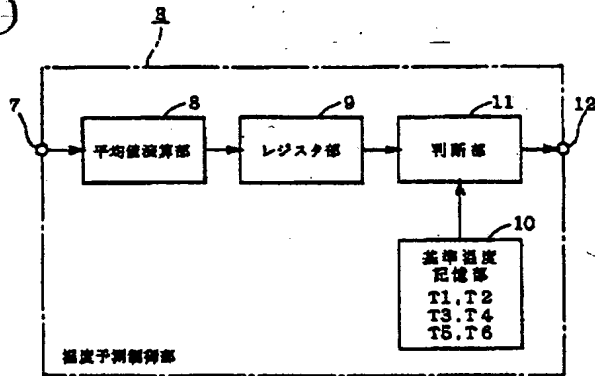 3
7
8
9
11
12
平均値演算部
レジスタ部
判断部
10
基準温度
記憶部
T1,T2
T3,T4
T5,T6
温度予測制御部